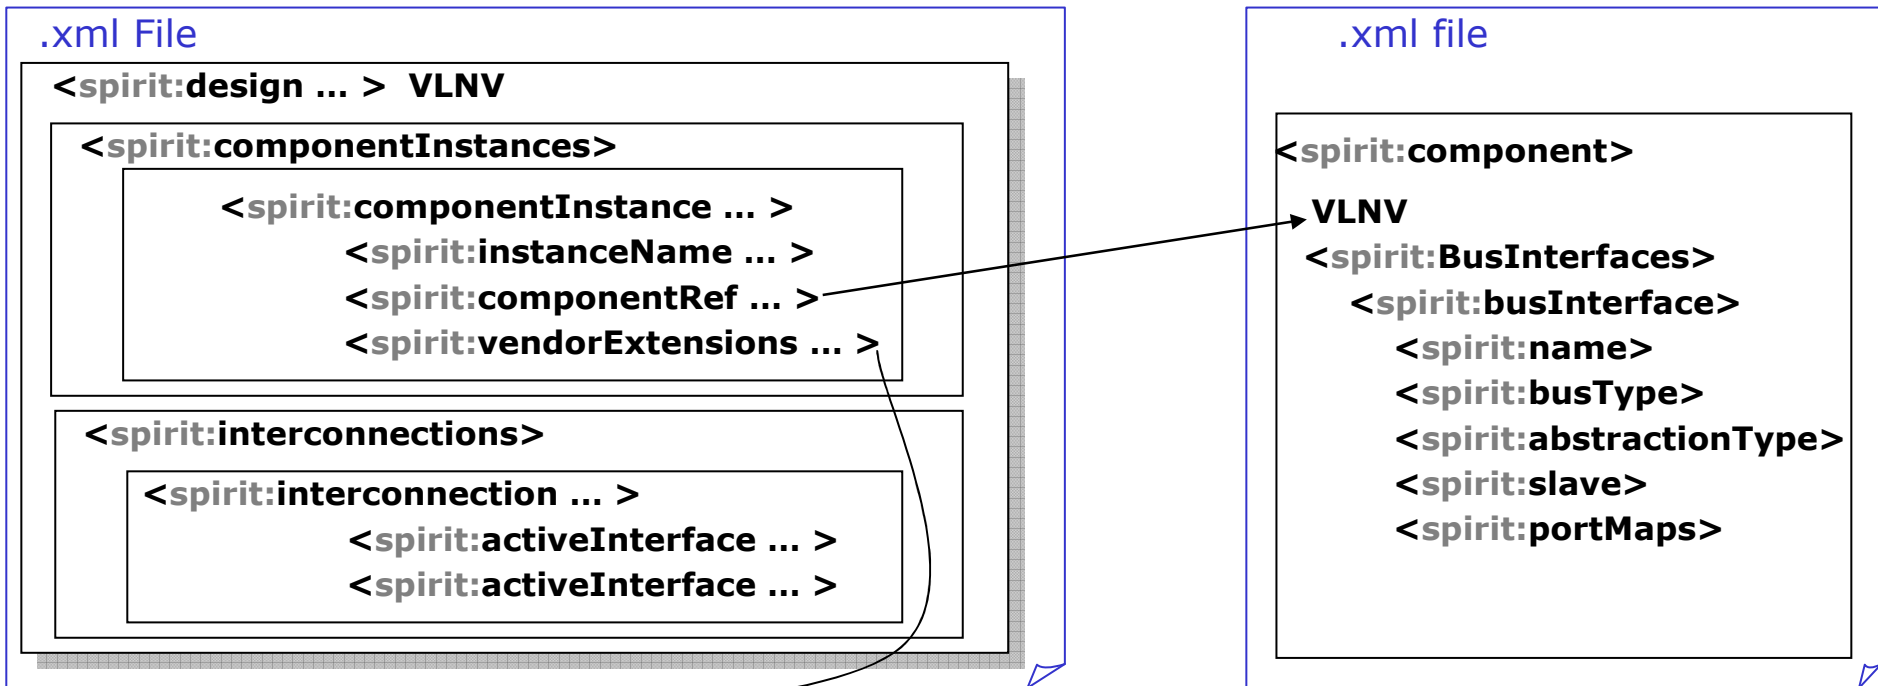 .xml File
<spirit:design ... > VLNV
<spirit:componentInstances>
<spirit:componentInstance ... >
<spirit:instanceName ... >
<spirit:componentRef ... >
<spirit:vendorExtensions ... >
<spirit:interconnections>
<spirit:interconnection ... >
<spirit:activeInterface ... >
<spirit:activeInterface ... >
.xml file
<spirit:component>
VLNV
<spirit:BusInterfaces>
<spirit:busInterface>
<spirit:name>
<spirit:busType>
<spirit:abstractionType>
<spirit:slave>
<spirit:portMaps>